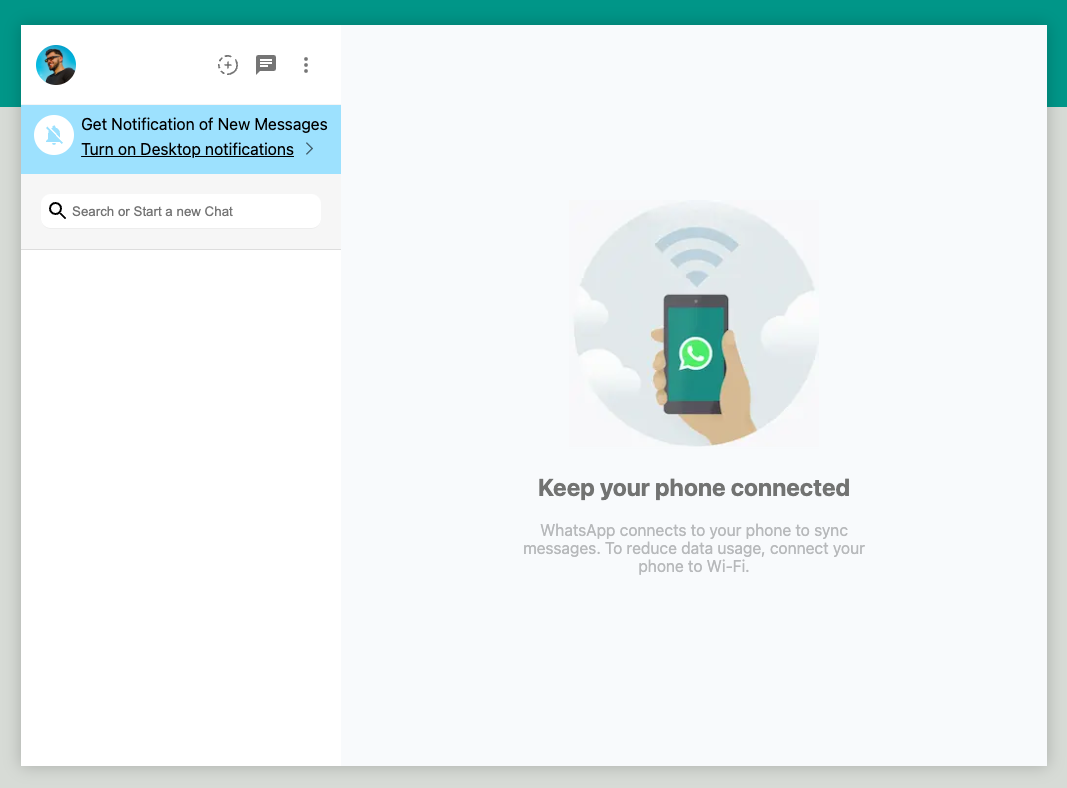 Get Notification of New Messages
Turn on Desktop notifications
Search or Start a new Chat
Keep your phone connected
WhatsApp connects to your phone to sync
messages. To reduce data usage, connect your
phone to Wi-Fi.